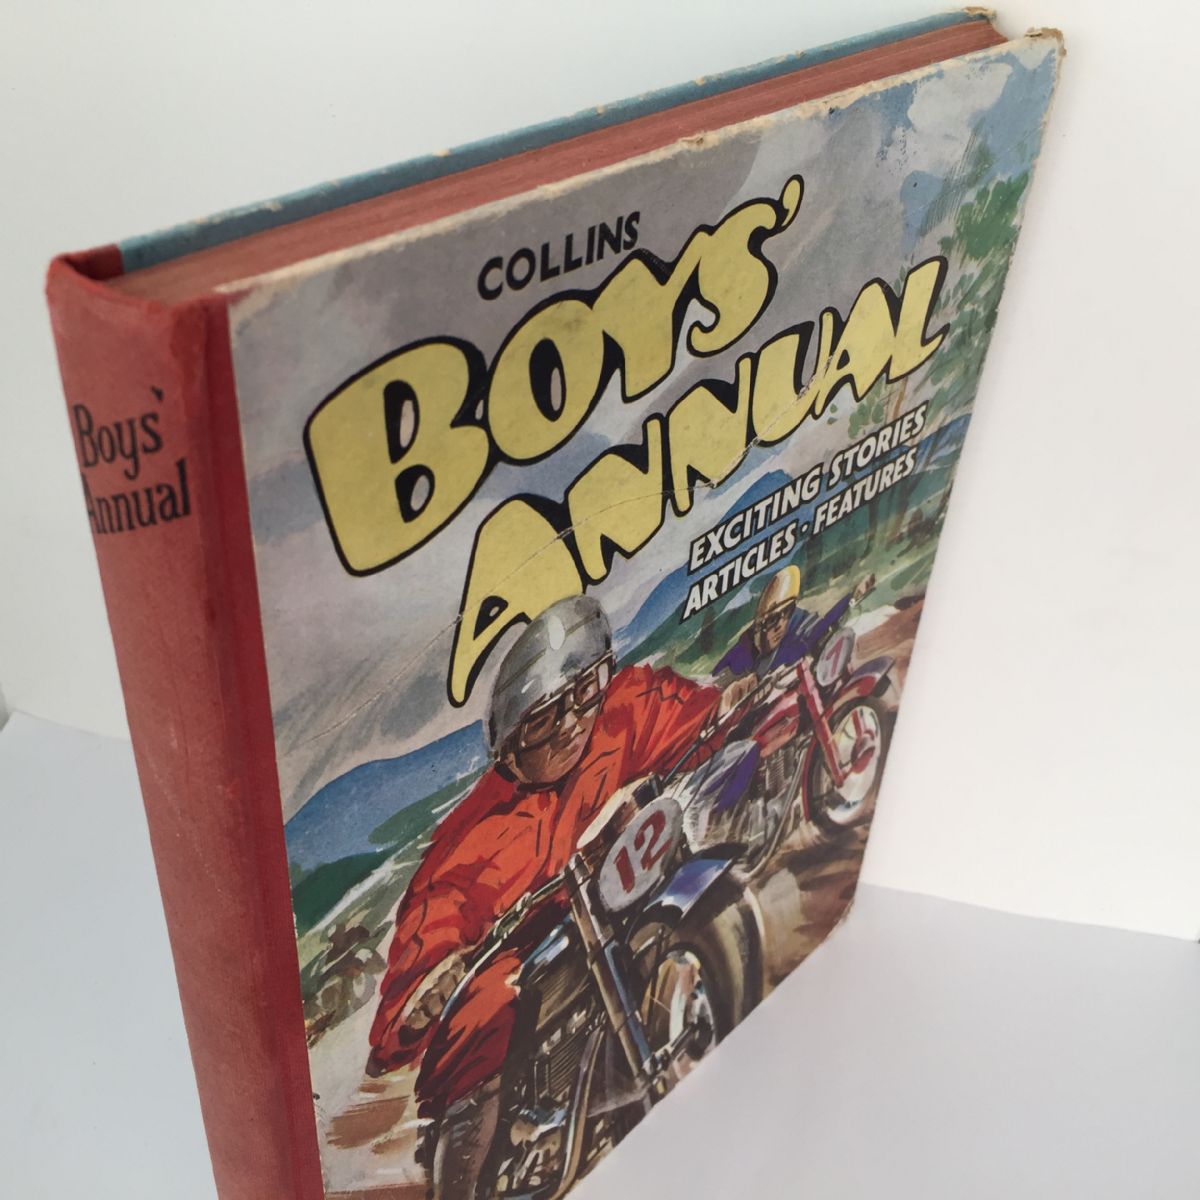 COLLINS
BOYS'
ANNUAL
EXCITING STORIES
ARTICLES · FEATURES
12
7
Boys'
Annual